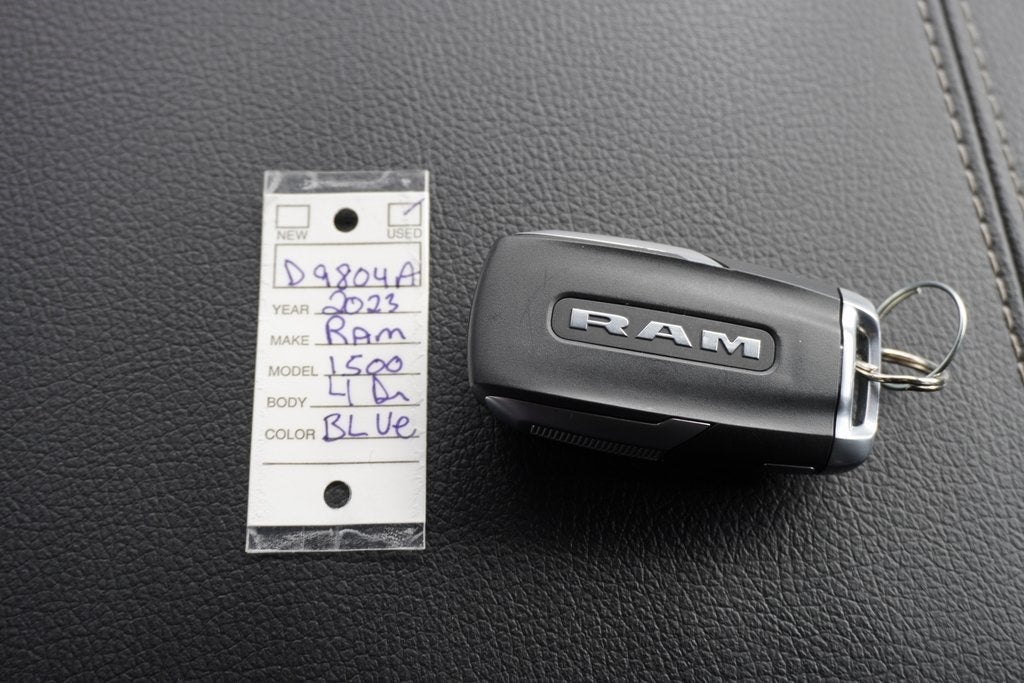 NEW USED
D9804A
YEAR 2023
MAKE RAM
MODEL 1500
BODY 4 Dr
COLOR BLUe
RAM